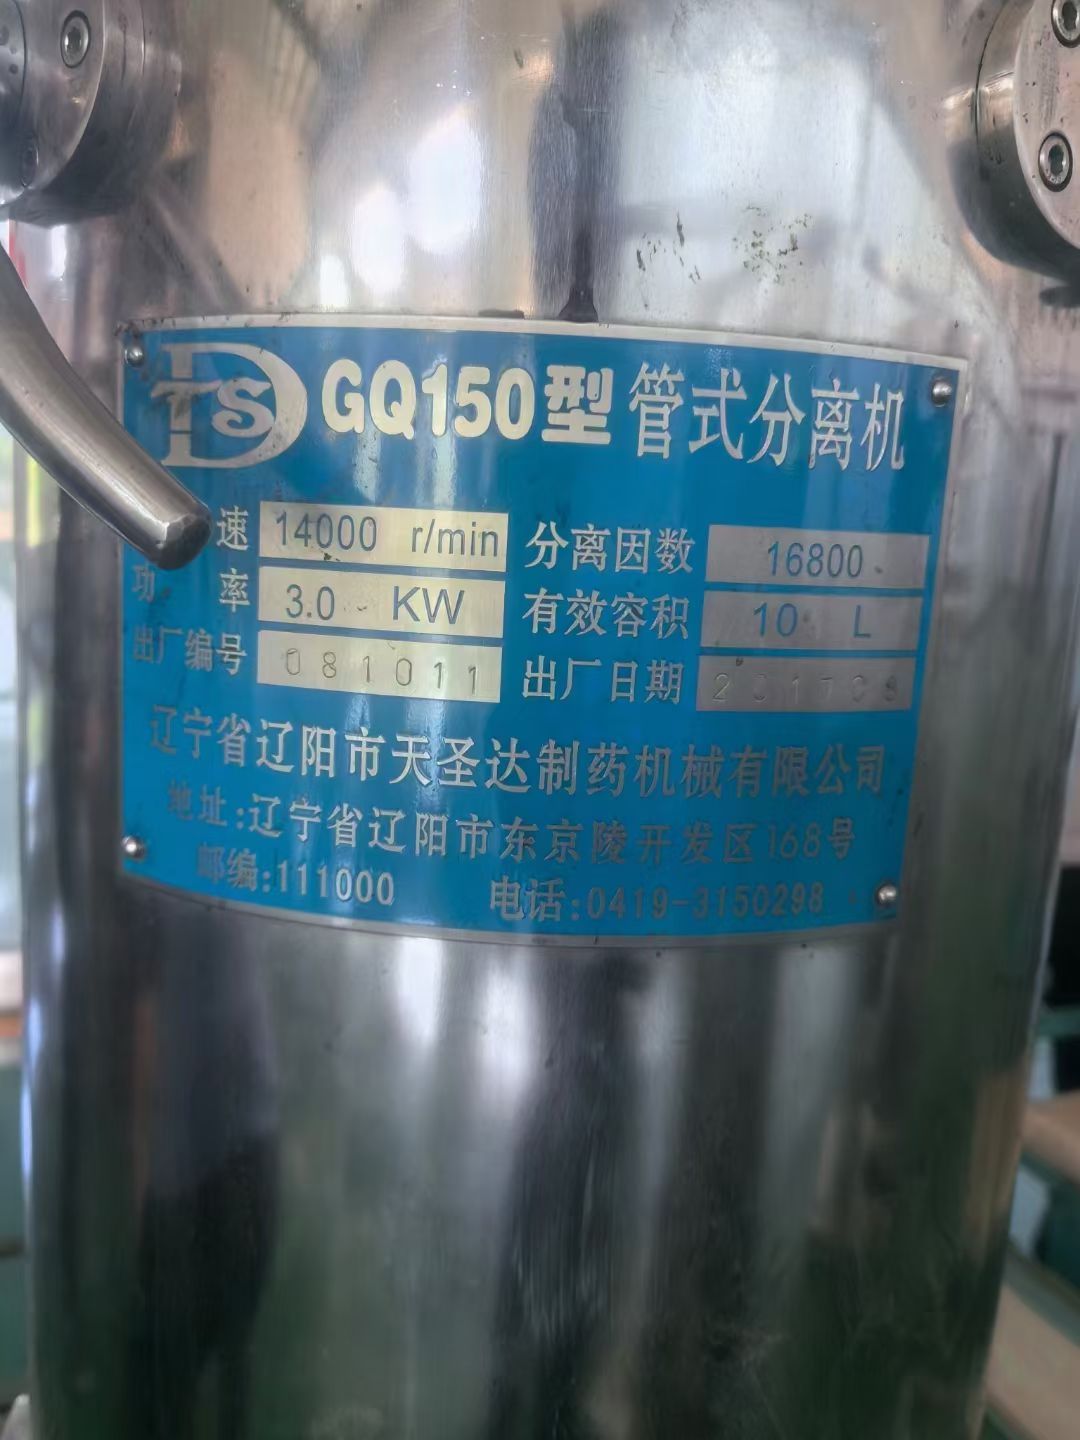 DTS GQ150型 管式分离机
速 14000 r/min 分离因数 16800
功 率 3.0 KW 有效容积 10 L
出厂编号 081011 出厂日期 201708
辽宁省辽阳市天圣达制药机械有限公司
地址:辽宁省辽阳市东京陵开发区168号
邮编:111000 电话:0419-3150298